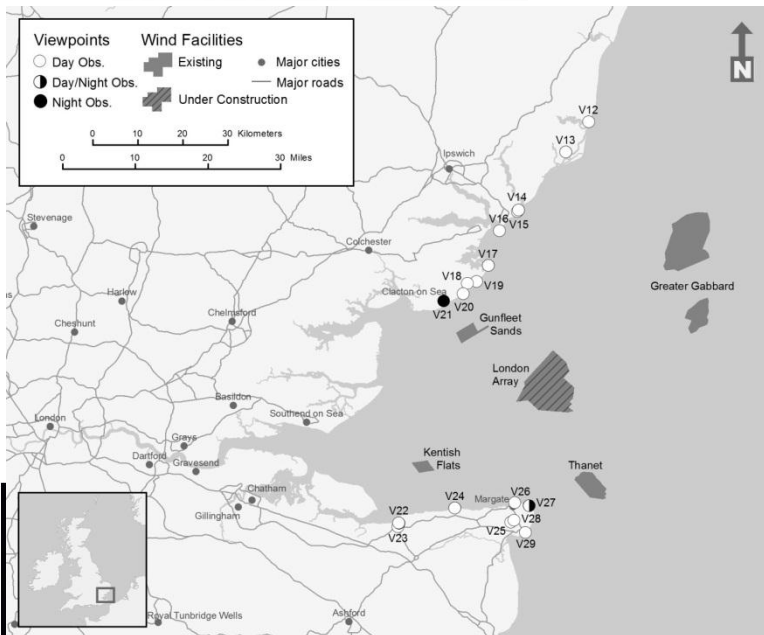 Viewpoints
Day Obs.
Day/Night Obs.
Night Obs.
Wind Facilities
Existing
Under Construction
Major cities
Major roads
0 10 20 30 Kilometers
0 10 20 30 Miles
N
V12
V13
Ipswich
V14
V16
V15
Stevenage
Colchester
V17
V18
V19
Greater Gabbard
Harlow
Clacton on Sea
V20
V21
Cheshunt
Chelmsford
Gunfleet
Sands
London
Array
Basildon
Southend on Sea
London
Grays
Dartford
Gravesend
Kentish
Flats
Thanet
Chatham
Gillingham
V22
V23
V24
Margate
V26
V27
V25
V28
V29
Royal Tunbridge Wells
Ashford